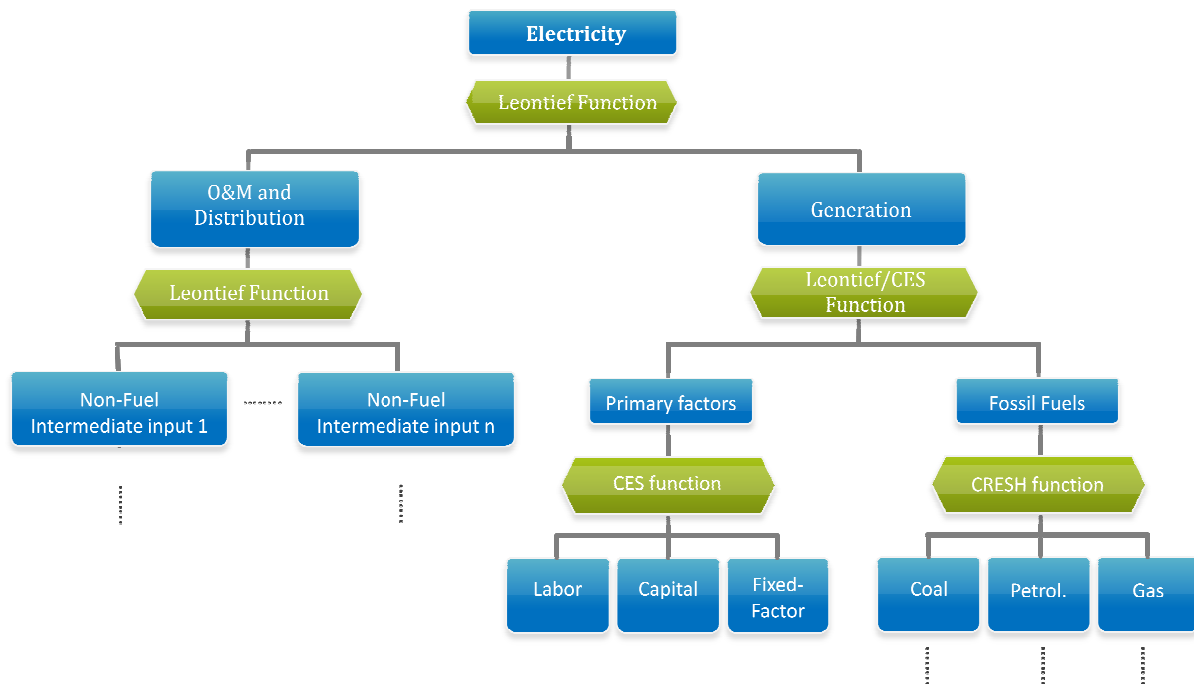 Electricity
Leontief Function
O&M and
Distribution
Generation
Leontief Function
Leontief/CES
Function
Non-Fuel
Intermediate input 1
Non-Fuel
Intermediate input n
Primary factors
Fossil Fuels
CES function
CRESH function
Labor
Capital
Fixed-
Factor
Coal
Petrol.
Gas